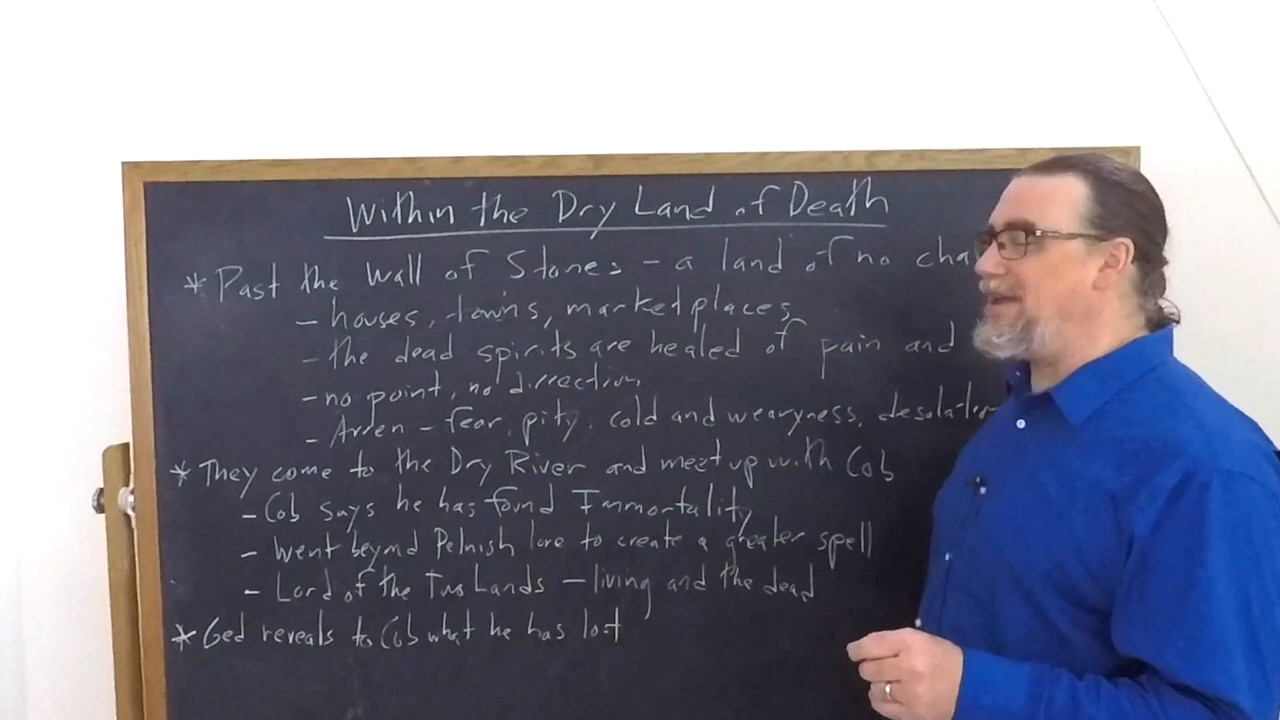 Within the Dry Land of Death
* Past the Wall of Stones - a land of no cha
- houses, towns, marketplaces
- the dead spirits are healed of pain and
- no point, no direction
- Arren - fear, pity, cold and wearyness, desolation
* They come to the Dry River and meet up with Cob
- Cob says he has found Immortality
- Went beyond Pelnish lore to create a greater spell
- Lord of the Two Lands - living and the dead
* Ged reveals to Cob what he has lost